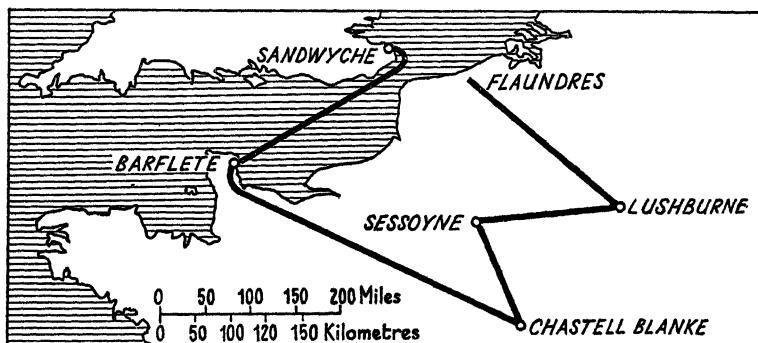 SANDWYCHE
FLAUNDRES
BARFLETE
LUSHBURNE
SESSOYNE
0 50 100 150 200 Miles
0 50 100 120 150 Kilometres
CHASTELL BLANKE